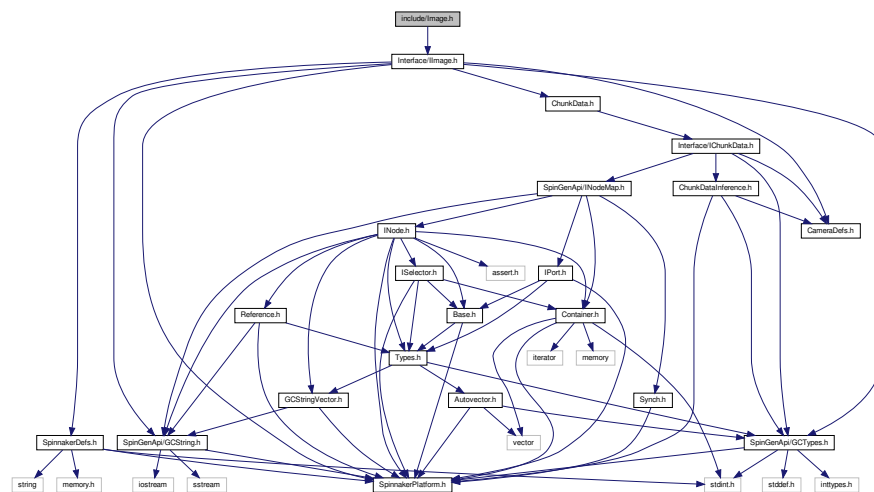 include/Image.h
Interface/IImage.h
ChunkData.h
Interface/IChunkData.h
SpinGenApi/INodeMap.h
ChunkDataInference.h
INode.h
CameraDefs.h
ISelector.h
assert.h
IPort.h
Reference.h
Base.h
Container.h
Types.h
iterator
memory
GCStringVector.h
Autovector.h
Synch.h
SpinnakerDefs.h
SpinGenApi/GCString.h
vector
SpinGenApi/GCTypes.h
string
memory.h
iostream
sstream
SpinnakerPlatform.h
stdint.h
stddef.h
inttypes.h